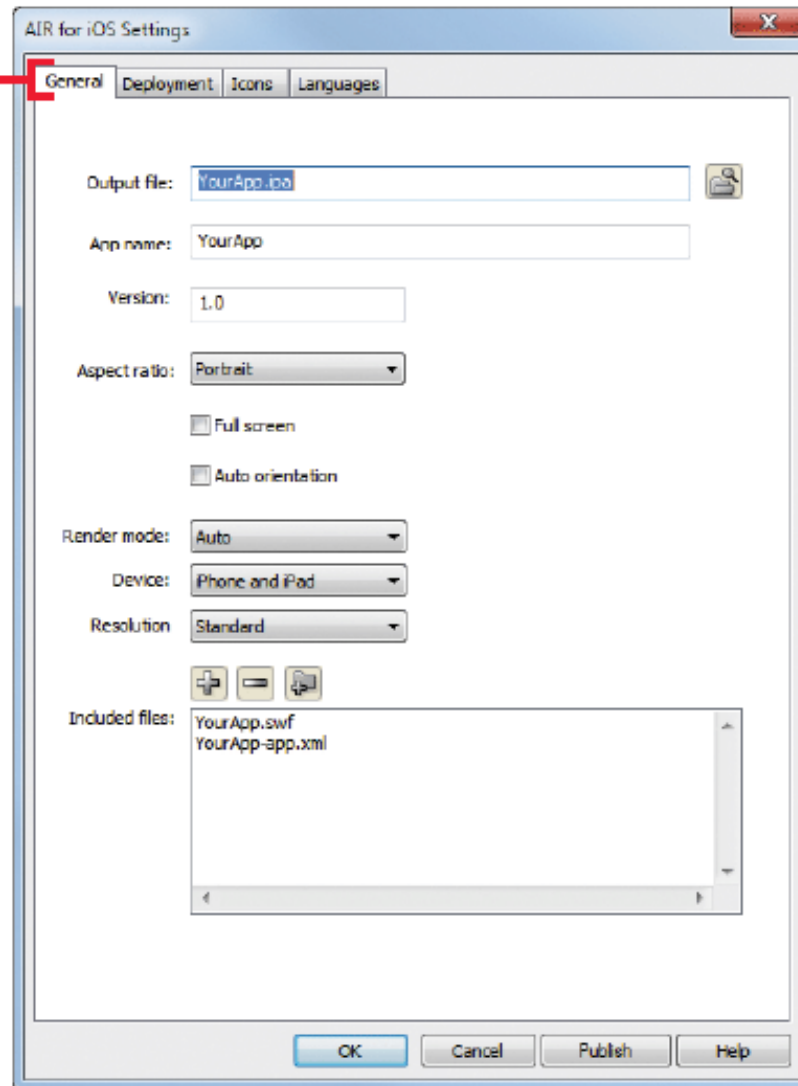 AIR for iOS Settings
General Deployment Icons Languages
Output file: YourApp.ipa
App name: YourApp
Version: 1.0
Aspect ratio: Portrait
Full screen
Auto orientation
Render mode: Auto
Device: iPhone and iPad
Resolution Standard
Included files: YourApp.swf
YourApp-app.xml
OK Cancel Publish Help